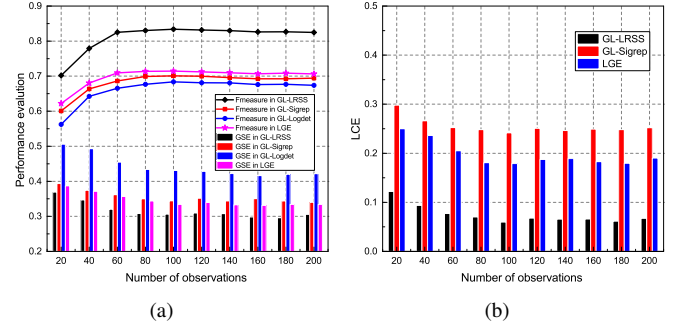 0.9
0.8
0.7
0.6
0.5
0.4
0.3
0.2
Performance evalution
Fmeasure in GL-LRSS
Fmeasure in GL-Sigrep
Fmeasure in GL-Logdet
Fmeasure in LGE
GSE in GL-LRSS
GSE in GL-Sigrep
GSE in GL-Logdet
GSE in LGE
20 40 60 80 100 120 140 160 180 200
Number of observations
(a)
0.5
0.4
0.3
0.2
0.1
0.0
LCE
GL-LRSS
GL-Sigrep
LGE
20 40 60 80 100 120 140 160 180 200
Number of observations
(b)